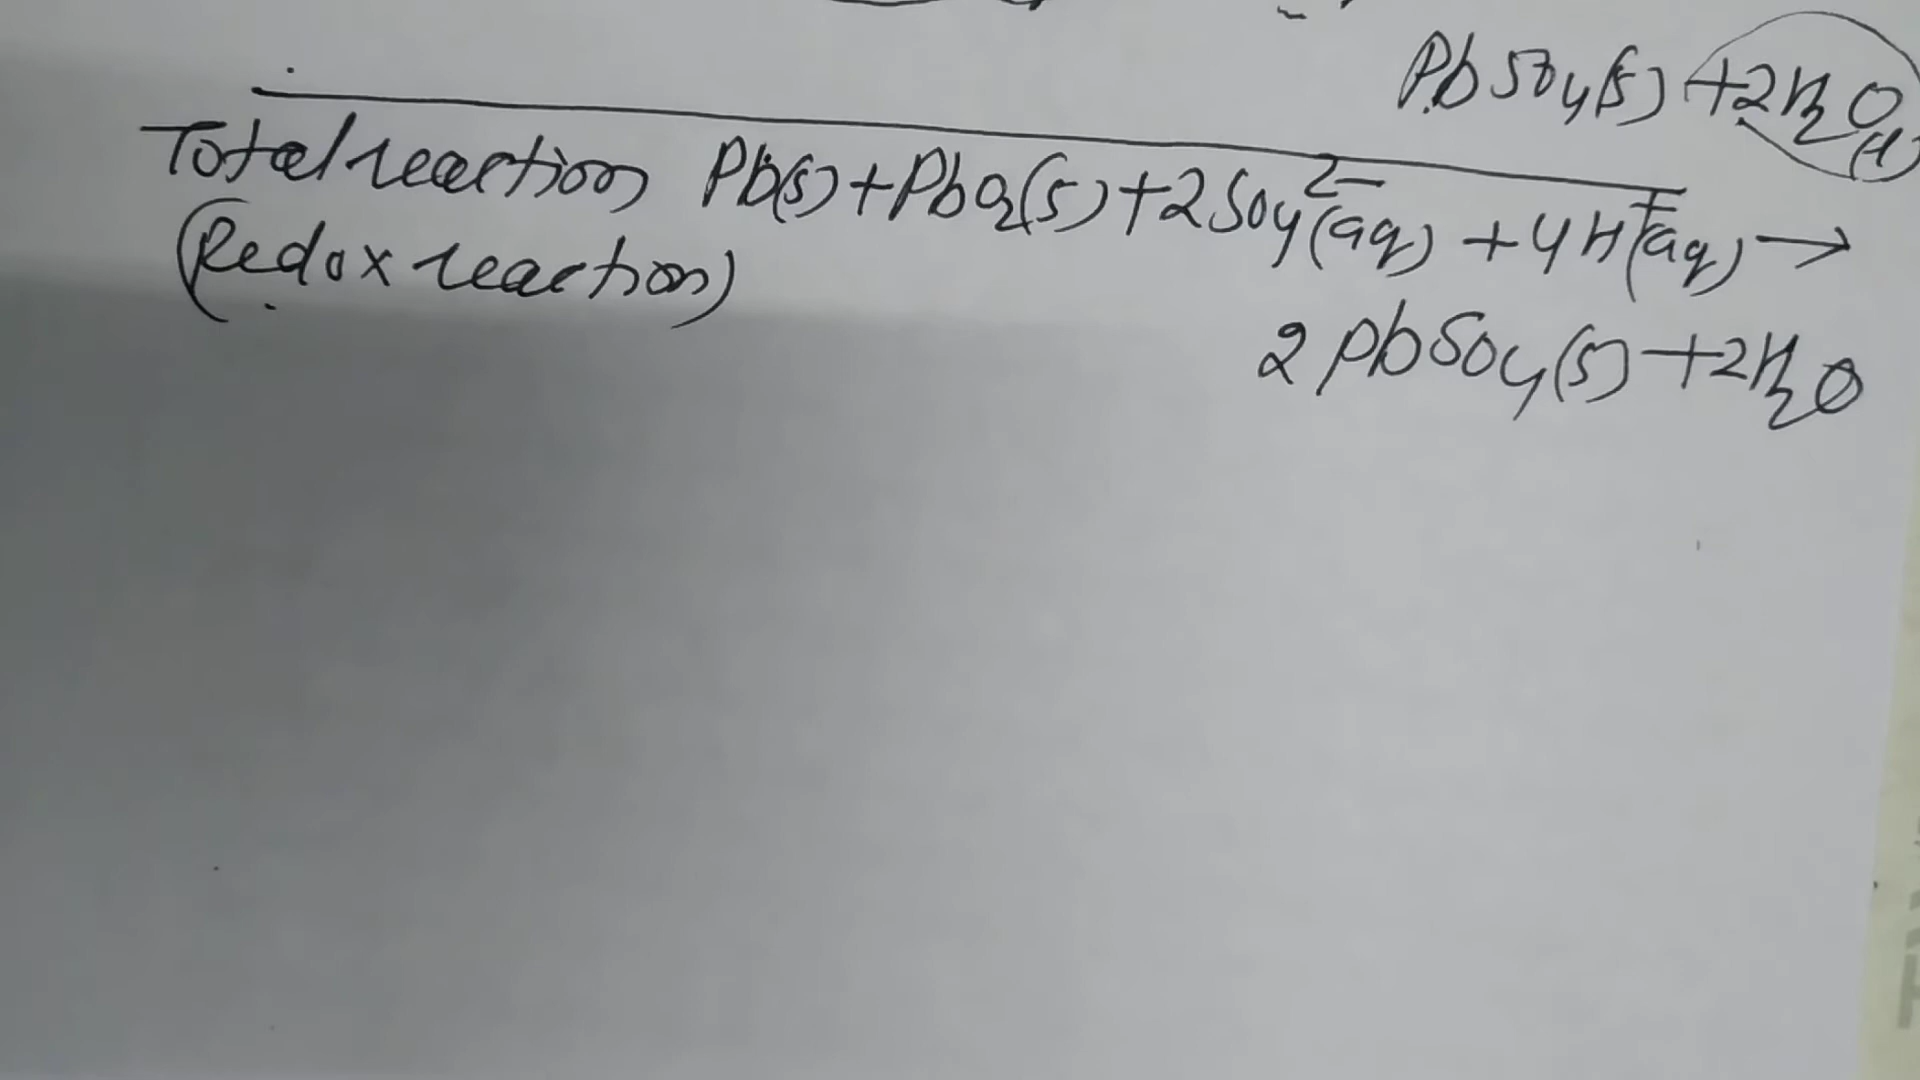 PbSO₄(s) + 2H₂O(l)
Total reaction Pb(s) + PbO₂(s) + 2SO₄²⁻(aq) + 4H⁺(aq) →
(Redox reaction)
2PbSO₄(s) + 2H₂O